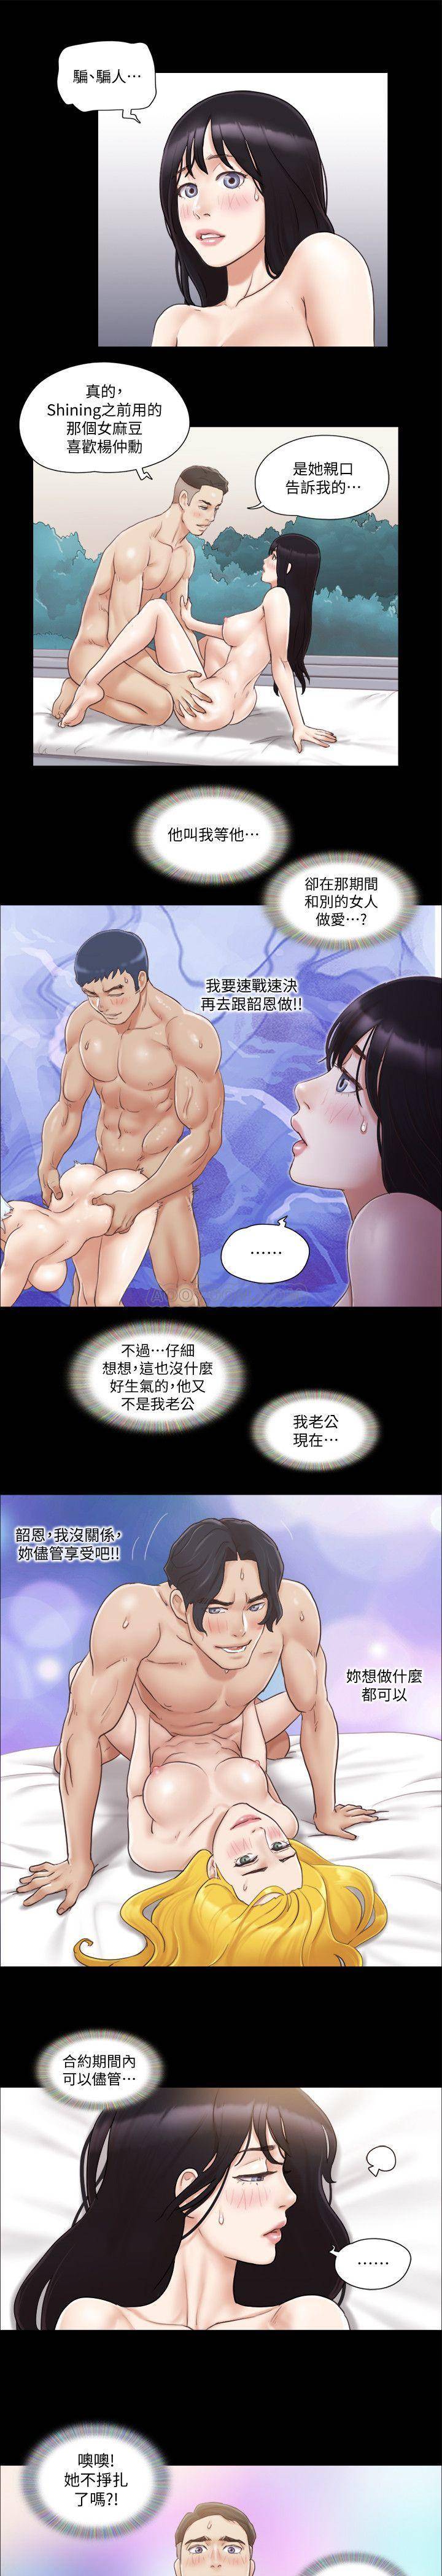 騙、騙人…
真的，
Shining之前用的
那個女麻豆
喜歡楊仲勳
是她親口
告訴我的…
他叫我等他…
卻在那期間
和別的女人
做愛…?
我要速戰速決
再去跟韶恩做!!
……
不過…仔細
想想，這也沒什麼
好生氣的，他又
不是我老公
我老公
現在…
韶恩，我沒關係，
妳儘管享受吧!!
妳想做什麼
都可以
合約期間內
可以儘管…
……
噢噢!
她不掙扎
了嗎?!